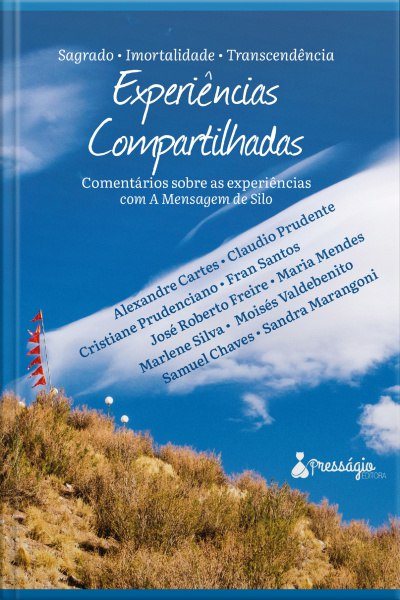 Sagrado • Imortalidade • Transcendência
Experiências
Compartilhadas
Comentários sobre as experiências
com A Mensagem de Silo
Alexandre Cartes • Claudio Prudente
Cristiane Prudenciano • Fran Santos
José Roberto Freire • Maria Mendes
Marlene Silva • Moisés Valdebenito
Samuel Chaves • Sandra Marangoni
Presságio
EDITORA